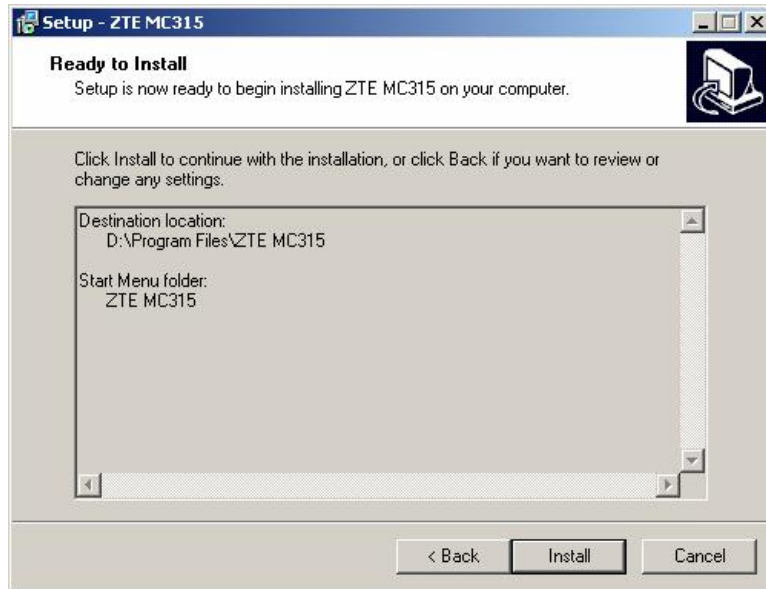 Setup - ZTE MC315
Ready to Install
Setup is now ready to begin installing ZTE MC315 on your computer.
Click Install to continue with the installation, or click Back if you want to review or
change any settings.
Destination location:
D:\Program Files\ZTE MC315
Start Menu folder:
ZTE MC315
< Back
Install
Cancel